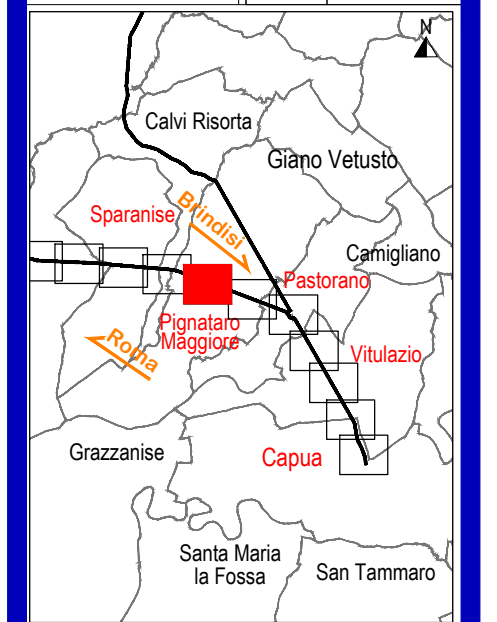 N
Calvi Risorta
Giano Vetusto
Sparanise
Brindisi
Camigliano
Pastorano
Pignataro
Maggiore
Roma
Vitulazio
Grazzanise
Capua
Santa Maria
la Fossa
San Tammaro